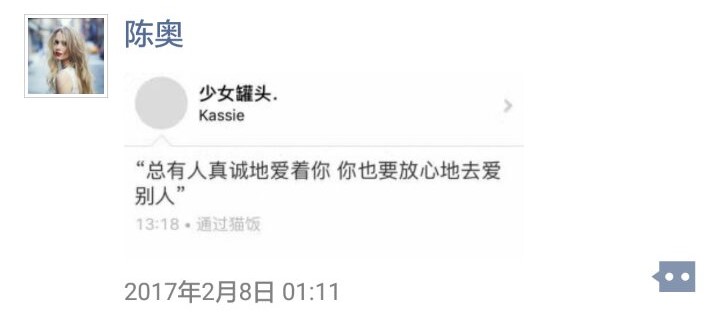 陈奥
少女罐头.
Kassie
“总有人真诚地爱着你 你也要放心地去爱
别人”
13:18 • 通过猫饭
2017年2月8日 01:11